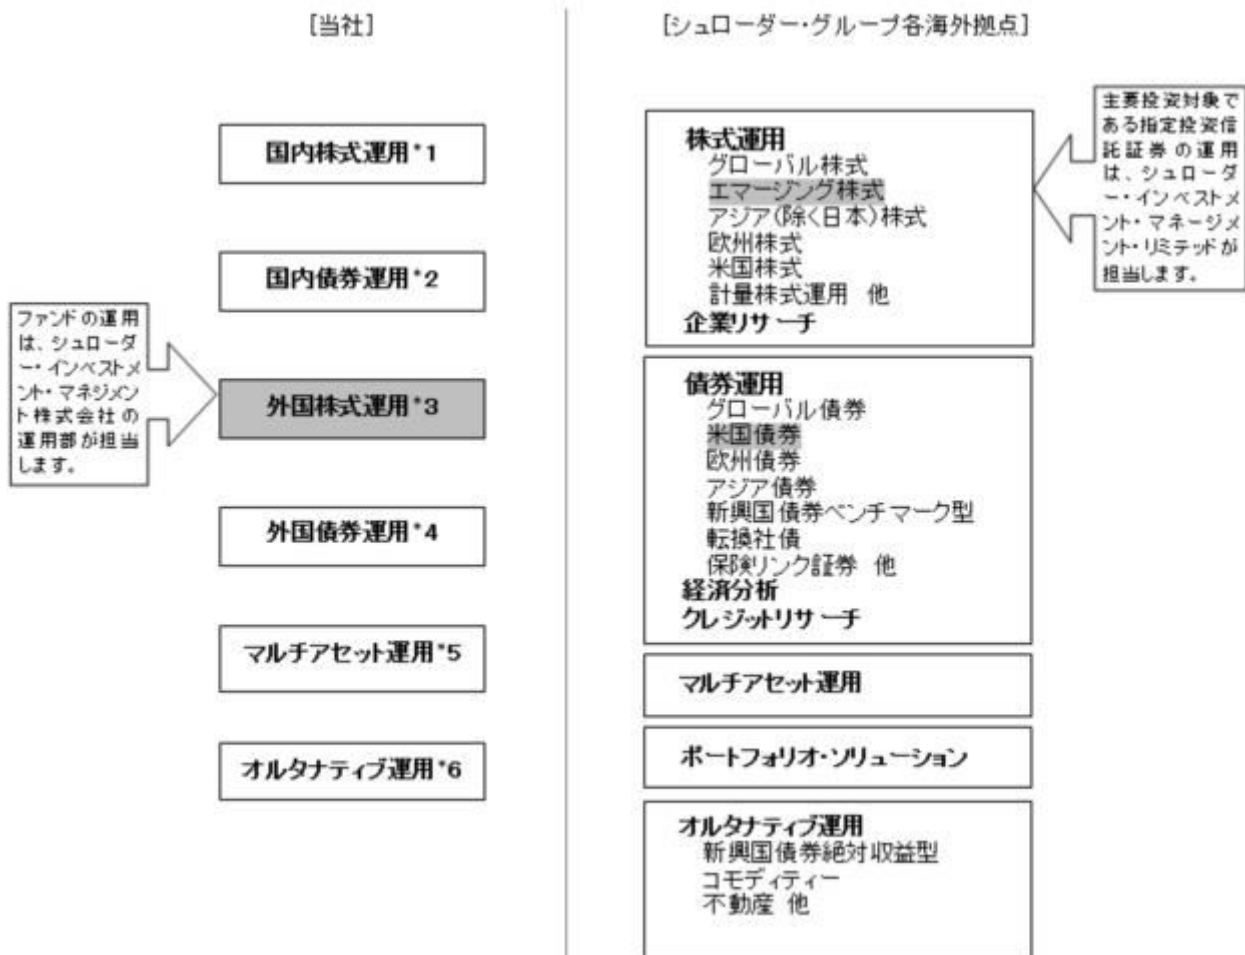 [当社]
国内株式運用*1
国内債券運用*2
ファンドの運用
は、シュローダ
ー・インベストメ
ント・マネジメン
ト株式会社の
運用部が担当
します。
外国株式運用*3
外国債券運用*4
マルチアセット運用*5
オルタナティブ運用*6
[シュローダー・グループ各海外拠点]
株式運用
グローバル株式
エマージング株式
アジア(除く日本)株式
欧州株式
米国株式
計量株式運用 他
企業リサーチ
主要投資対象で
ある指定投資信
託証券の運用
は、シュローダ
ー・インベストメ
ント・マネージメ
ント・リミテッドが
担当します。
債券運用
グローバル債券
米国債券
欧州債券
アジア債券
新興国債券ベンチマーク型
転換社債
保険リンク証券 他
経済分析
クレジットリサーチ
マルチアセット運用
ポートフォリオ・ソリューション
オルタナティブ運用
新興国債券絶対収益型
コモディティー
不動産 他